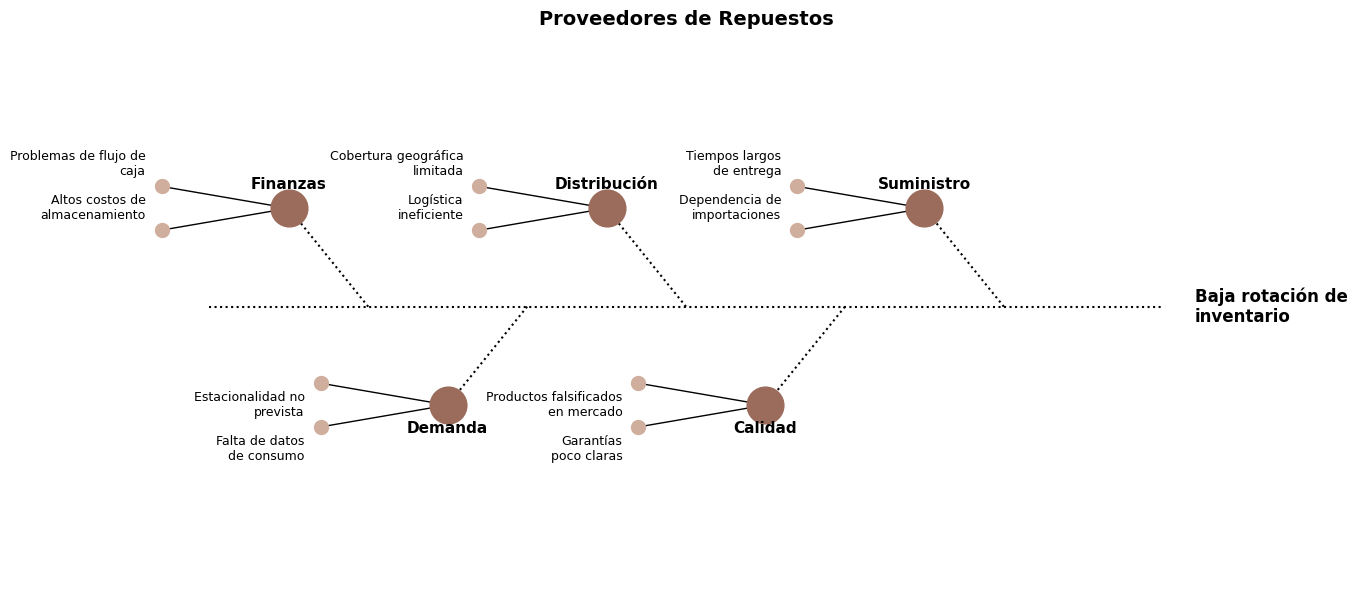 Proveedores de Repuestos
Problemas de flujo de
caja
Altos costos de
almacenamiento
Finanzas
Cobertura geográfica
limitada
Logística
ineficiente
Distribución
Tiempos largos
de entrega
Dependencia de
importaciones
Suministro
Baja rotación de
inventario
Estacionalidad no
prevista
Falta de datos
de consumo
Demanda
Productos falsificados
en mercado
Garantías
poco claras
Calidad